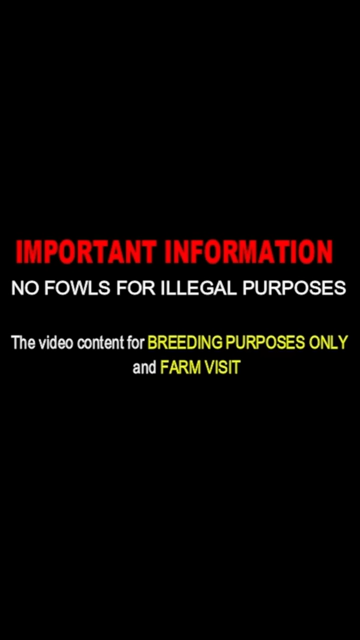 IMPORTANT INFORMATION
NO FOWLS FOR ILLEGAL PURPOSES
The video content for BREEDING PURPOSES ONLY
and FARM VISIT